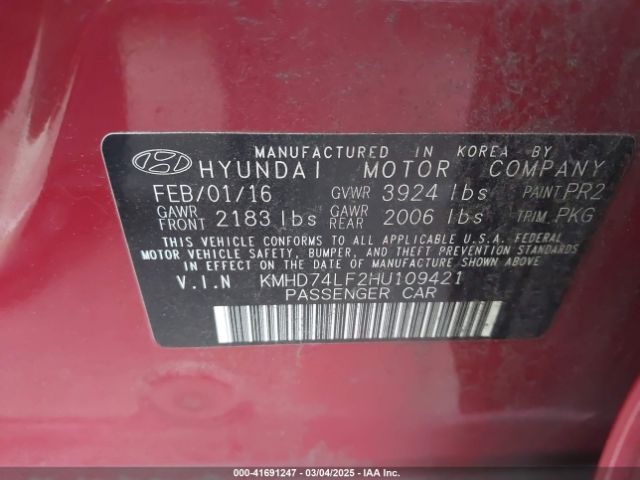 MANUFACTURED IN KOREA BY
HYUNDAI MOTOR COMPANY
FEB/01/16 GVWR 3924 lbs PAINT PR2
GAWR FRONT 2183 lbs GAWR REAR 2006 lbs TRIM PKG
THIS VEHICLE CONFORMS TO ALL APPLICABLE U.S.A. FEDERAL
MOTOR VEHICLE SAFETY, BUMPER, AND THEFT PREVENTION STANDARDS
IN EFFECT ON THE DATE OF MANUFACTURE SHOWN ABOVE.
V.I.N KMHD74LF2HU109421
PASSENGER CAR
000-41691247 - 03/04/2025 - IAAI.com